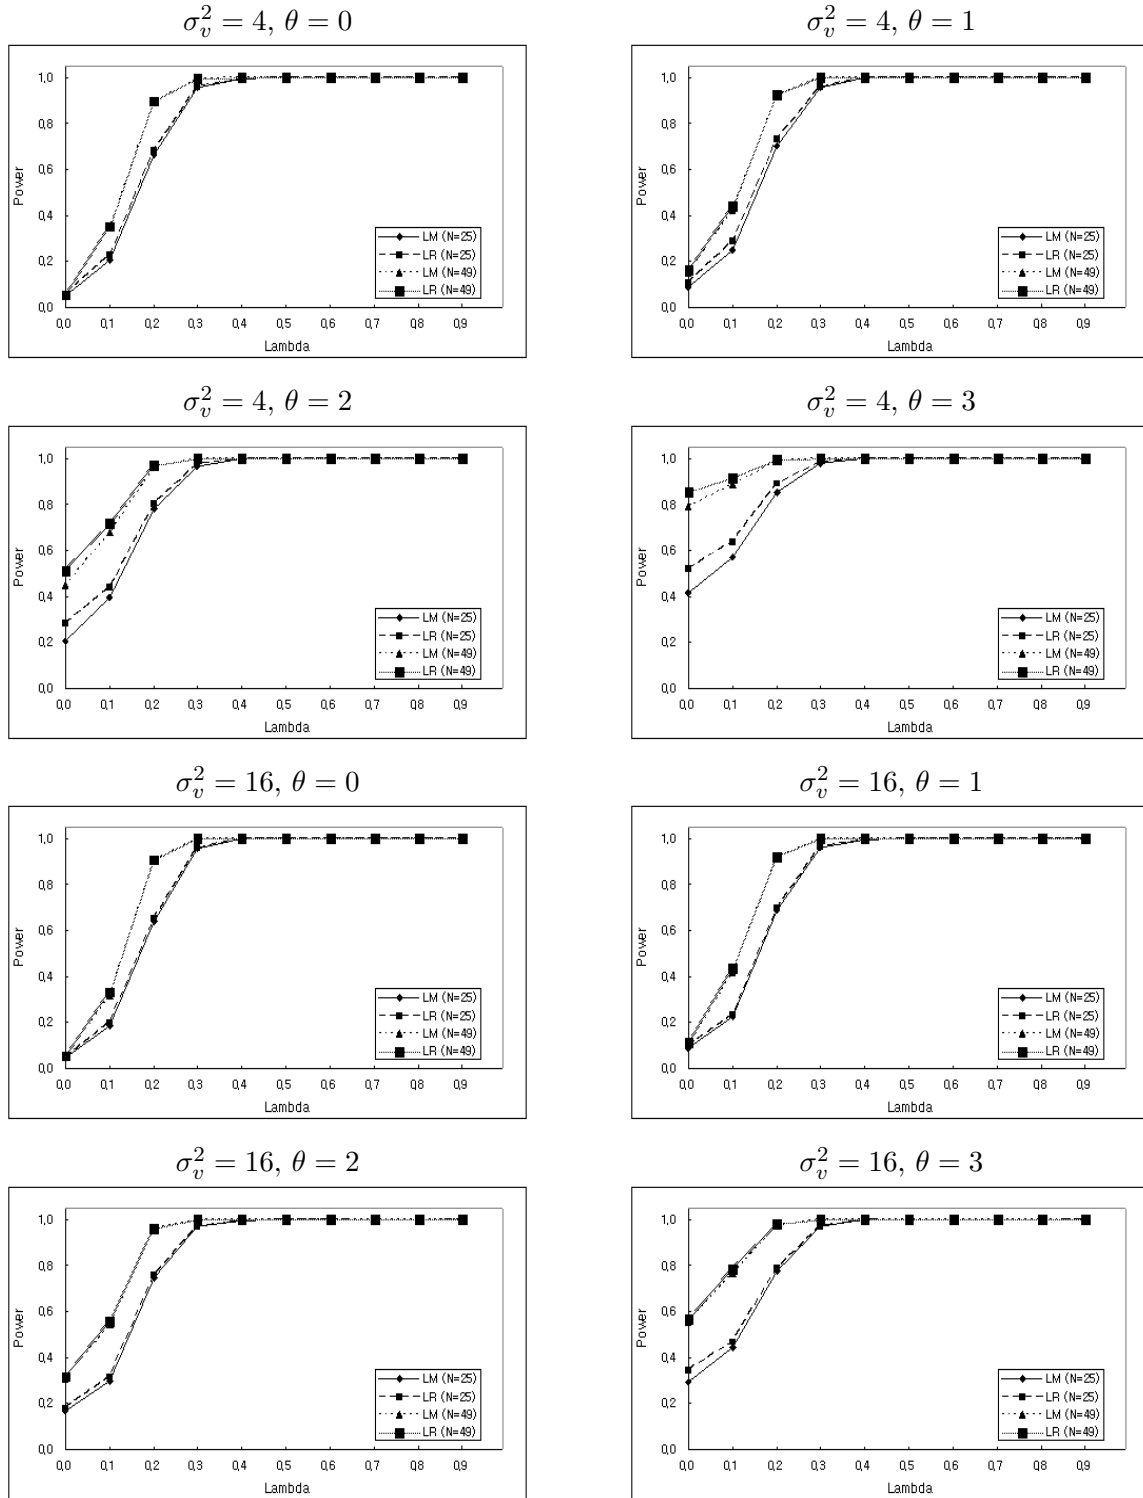 σ_v^2 = 4, θ = 0
1,0
0,8
0,6
0,4
0,2
0,0
Power
LM (N=25)
LR (N=25)
LM (N=49)
LR (N=49)
0,0 0,1 0,2 0,3 0,4 0,5 0,6 0,7 0,8 0,9
Lambda
σ_v^2 = 4, θ = 1
1,0
0,8
0,6
0,4
0,2
0,0
Power
LM (N=25)
LR (N=25)
LM (N=49)
LR (N=49)
0,0 0,1 0,2 0,3 0,4 0,5 0,6 0,7 0,8 0,9
Lambda
σ_v^2 = 4, θ = 2
1,0
0,8
0,6
0,4
0,2
0,0
Power
LM (N=25)
LR (N=25)
LM (N=49)
LR (N=49)
0,0 0,1 0,2 0,3 0,4 0,5 0,6 0,7 0,8 0,9
Lambda
σ_v^2 = 4, θ = 3
1,0
0,8
0,6
0,4
0,2
0,0
Power
LM (N=25)
LR (N=25)
LM (N=49)
LR (N=49)
0,0 0,1 0,2 0,3 0,4 0,5 0,6 0,7 0,8 0,9
Lambda
σ_v^2 = 16, θ = 0
1,0
0,8
0,6
0,4
0,2
0,0
Power
LM (N=25)
LR (N=25)
LM (N=49)
LR (N=49)
0,0 0,1 0,2 0,3 0,4 0,5 0,6 0,7 0,8 0,9
Lambda
σ_v^2 = 16, θ = 1
1,0
0,8
0,6
0,4
0,2
0,0
Power
LM (N=25)
LR (N=25)
LM (N=49)
LR (N=49)
0,0 0,1 0,2 0,3 0,4 0,5 0,6 0,7 0,8 0,9
Lambda
σ_v^2 = 16, θ = 2
1,0
0,8
0,6
0,4
0,2
0,0
Power
LM (N=25)
LR (N=25)
LM (N=49)
LR (N=49)
0,0 0,1 0,2 0,3 0,4 0,5 0,6 0,7 0,8 0,9
Lambda
σ_v^2 = 16, θ = 3
1,0
0,8
0,6
0,4
0,2
0,0
Power
LM (N=25)
LR (N=25)
LM (N=49)
LR (N=49)
0,0 0,1 0,2 0,3 0,4 0,5 0,6 0,7 0,8 0,9
Lambda